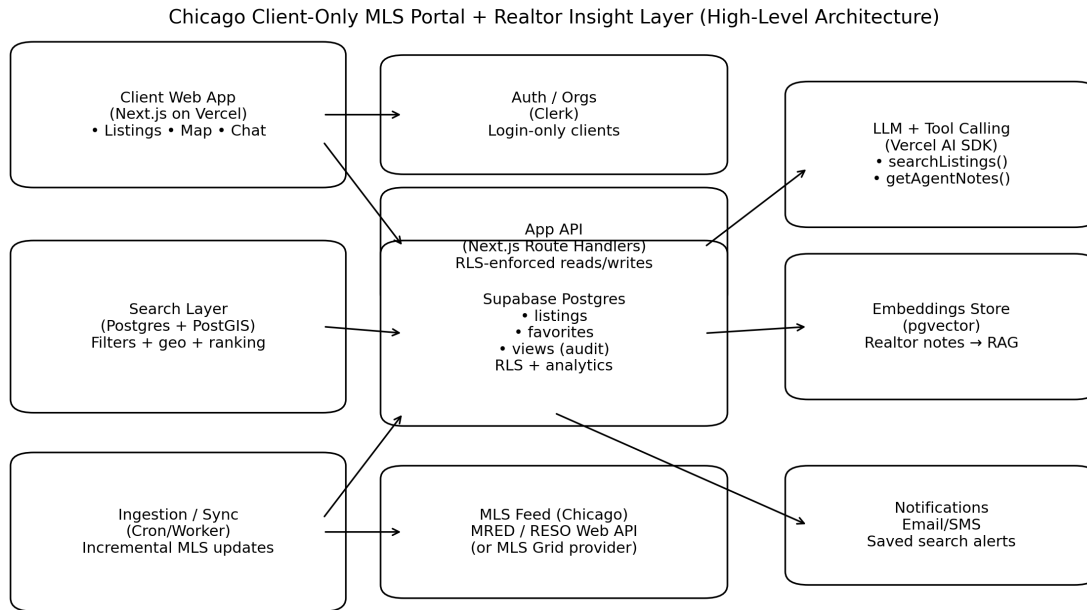 Chicago Client-Only MLS Portal + Realtor Insight Layer (High-Level Architecture)
Client Web App
(Next.js on Vercel)
• Listings • Map • Chat
Auth / Orgs
(Clerk)
Login-only clients
LLM + Tool Calling
(Vercel AI SDK)
• searchListings()
• getAgentNotes()
App API
(Next.js Route Handlers)
RLS-enforced reads/writes
Search Layer
(Postgres + PostGIS)
Filters + geo + ranking
Supabase Postgres
• listings
• favorites
• views (audit)
RLS + analytics
Embeddings Store
(pgvector)
Realtor notes → RAG
Ingestion / Sync
(Cron/Worker)
Incremental MLS updates
MLS Feed (Chicago)
MRED / RESO Web API
(or MLS Grid provider)
Notifications
Email/SMS
Saved search alerts